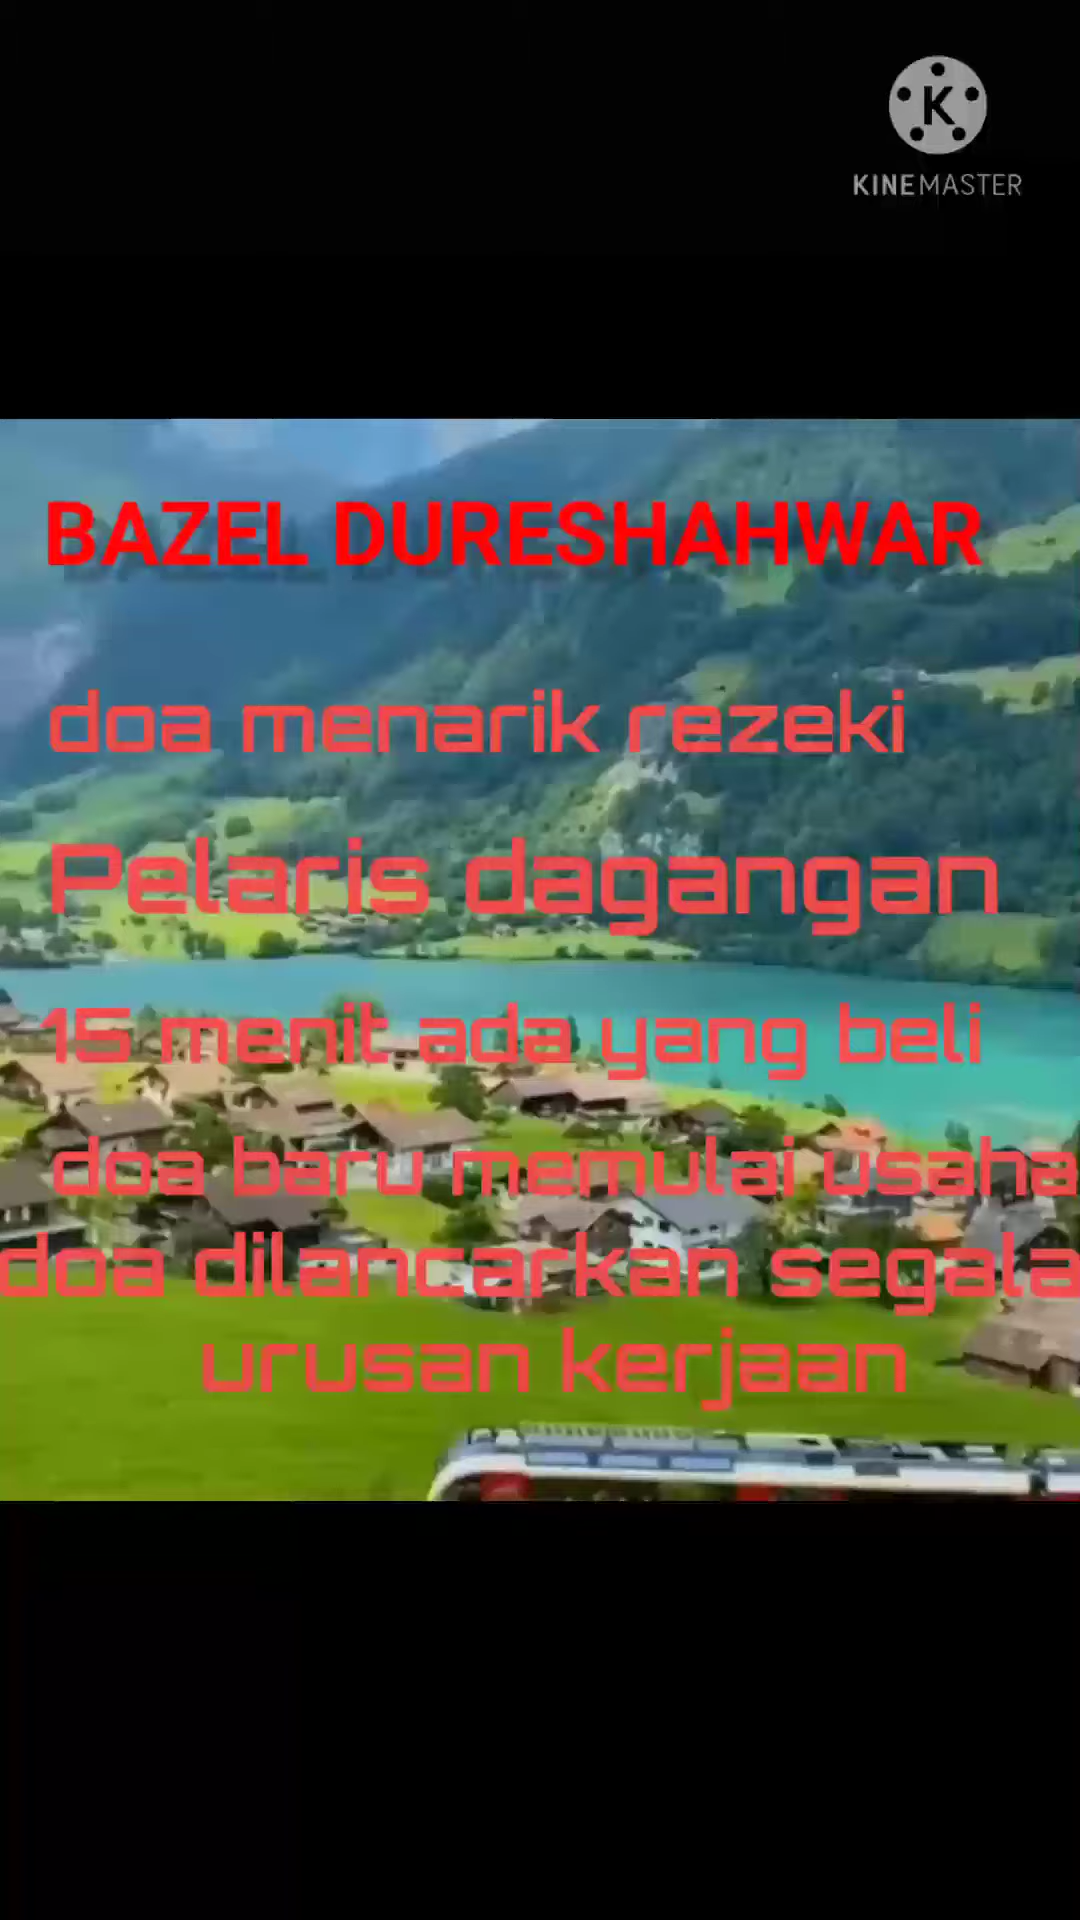 KINEMASTER
BAZEL DURESHAHWAR
doa menarik rezeki
Pelaris dagangan
15 menit ada yang beli
doa baru memulai usaha
doa dilancarkan segala
urusan kerjaan